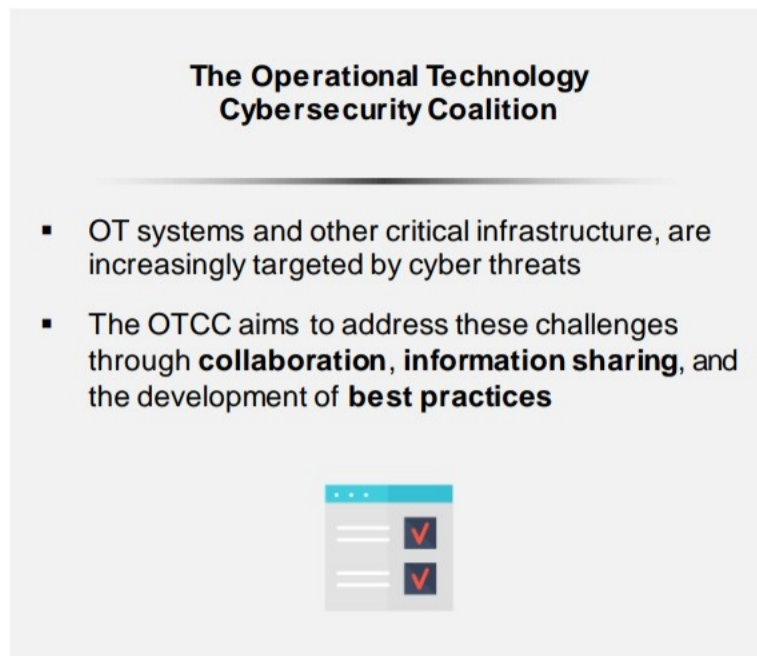 The Operational Technology
Cybersecurity Coalition
▪ OT systems and other critical infrastructure, are
increasingly targeted by cyber threats
▪ The OTCC aims to address these challenges
through collaboration, information sharing, and
the development of best practices